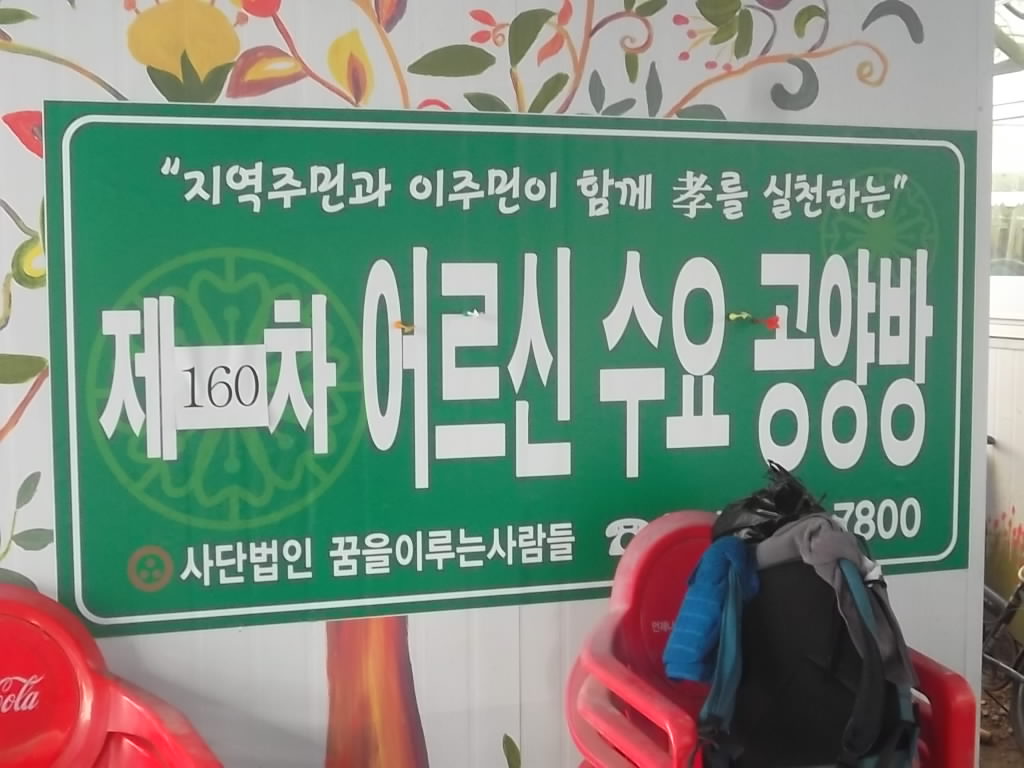 "지역주민과 이주민이 함께 孝를 실천하는"
제160차 어르신 수요 공양방
사단법인 꿈을이루는사람들 ☎ 7800